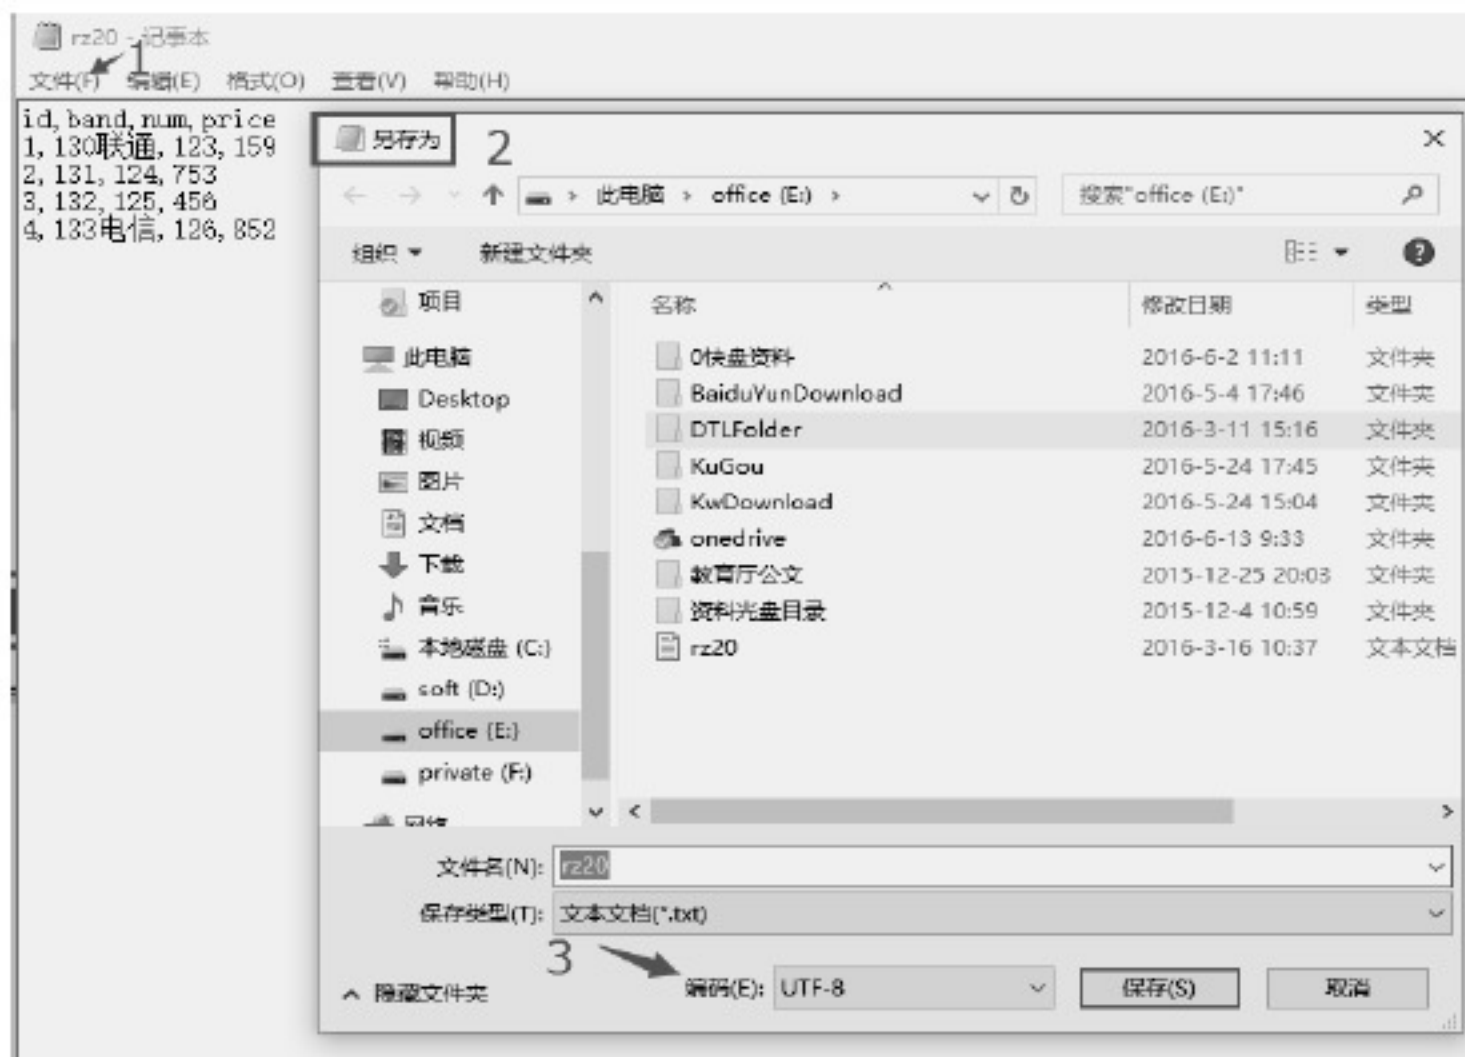 rz20 - 记事本
1
文件(F) 编辑(E) 格式(O) 查看(V) 帮助(H)
id,band,num,price
1,130联通,123,159
2,131,124,753
3,132,125,456
4,133电信,126,852
另存为
2
此电脑 > office (E:) >
搜索"office (E:)"
组织 新建文件夹
项目
此电脑
Desktop
视频
图片
文档
下载
音乐
本地磁盘 (C:)
soft (D:)
office (E:)
private (F:)
网络
名称 修改日期 类型
0快盘资料 2016-6-2 11:11 文件夹
BaiduYunDownload 2016-5-4 17:46 文件夹
DTLFolder 2016-3-11 15:16 文件夹
KuGou 2016-5-24 17:45 文件夹
KwDownload 2016-5-24 15:04 文件夹
onedrive 2016-6-13 9:33 文件夹
教育厅公文 2015-12-25 20:03 文件夹
资料光盘目录 2015-12-4 10:59 文件夹
rz20 2016-3-16 10:37 文本文档
文件名(N): rz20
保存类型(T): 文本文档(*.txt)
3
隐藏文件夹
编码(E): UTF-8
保存(S)
取消